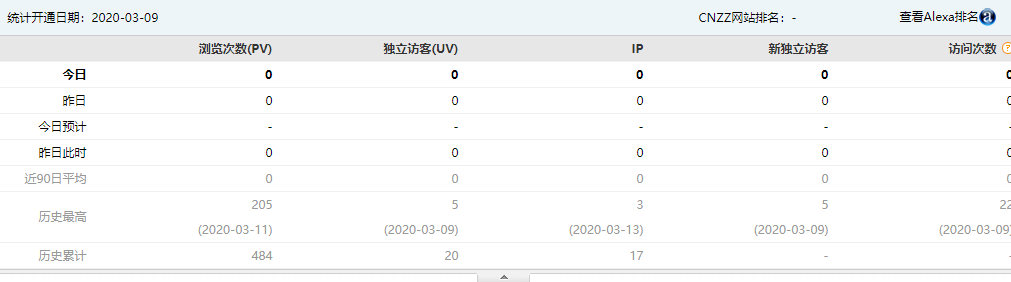 统计开通日期：2020-03-09 CNZZ网站排名：- 查看Alexa排名
浏览次数(PV) 独立访客(UV) IP 新独立访客 访问次数 ?
今日 0 0 0 0 0
昨日 0 0 0 0 0
今日预计 - - - - -
昨日此时 0 0 0 0 0
近90日平均 0 0 0 0 0
历史最高 205 5 3 5 22
(2020-03-11) (2020-03-09) (2020-03-13) (2020-03-09) (2020-03-09)
历史累计 484 20 17 - -